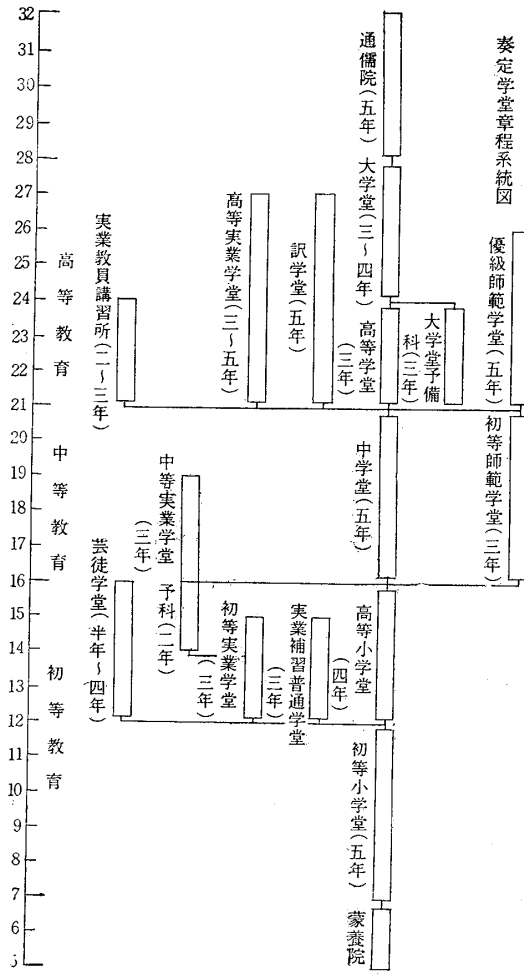 奏定学堂章程系統図
32
31
30
29
28
27
26
25
24
23
22
21
20
19
18
17
16
15
14
13
12
11
10
9
8
7
6
5
高等教育
中等教育
初等教育
通儒院(五年)
大学堂(三〜四年)
高等学堂
(三年)
大学堂予備
科(三年)
優級師範学堂(五年)
初等師範学堂(三年)
訳学堂(五年)
高等実業学堂(三〜五年)
実業教員講習所(二〜三年)
中学堂(五年)
中等実業学堂 予科(二年)
(三年)
芸徒学堂(半年〜四年)
初等実業学堂
(三年)
実業補習普通学堂
(三年)
高等小学堂
(四年)
初等小学堂(五年)
蒙養院